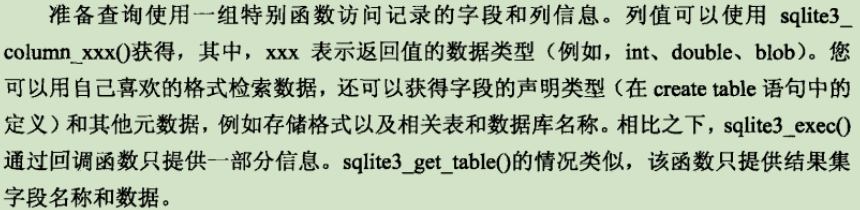 准备查询使用一组特别函数访问记录的字段和列信息。列值可以使用 sqlite3_
column_xxx()获得，其中，xxx 表示返回值的数据类型（例如，int、double、blob）。您
可以用自己喜欢的格式检索数据，还可以获得字段的声明类型（在 create table 语句中的
定义）和其他元数据，例如存储格式以及相关表和数据库名称。相比之下，sqlite3_exec()
通过回调函数只提供一部分信息。sqlite3_get_table()的情况类似，该函数只提供结果集
字段名称和数据。